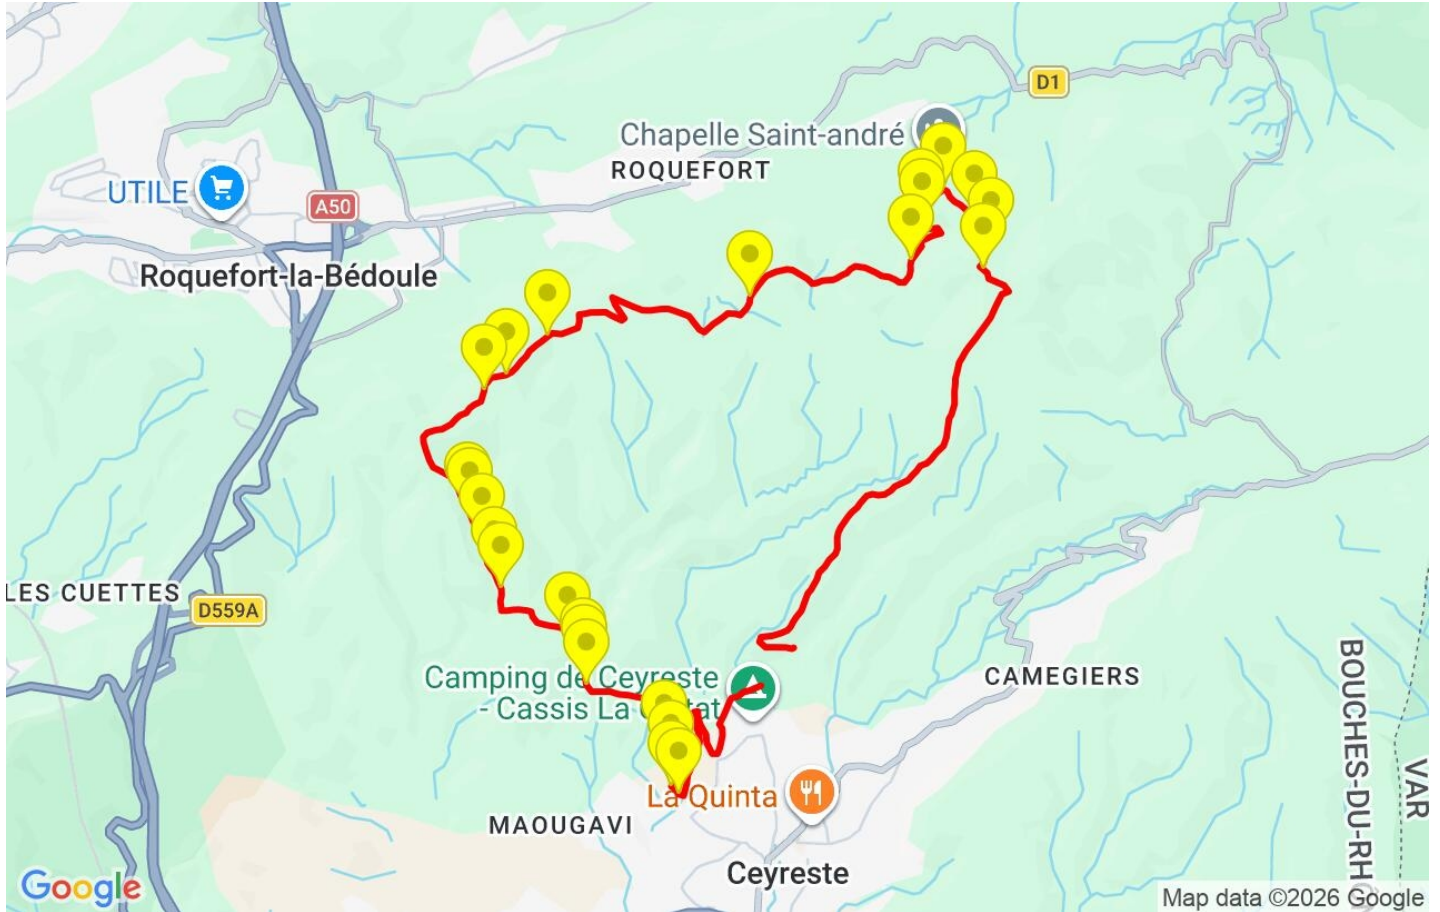 D1
Chapelle Saint-andré
ROQUEFORT
UTILE
A50
Roquefort-la-Bédoule
LES CUETTES
D559A
Camping de Ceyreste
- Cassis La
tat
CAMEGIERS
BOUCHES-DU-RH
VAR
La Quinta
MAOUGAVI
Ceyreste
Google
Map data ©2026 Google